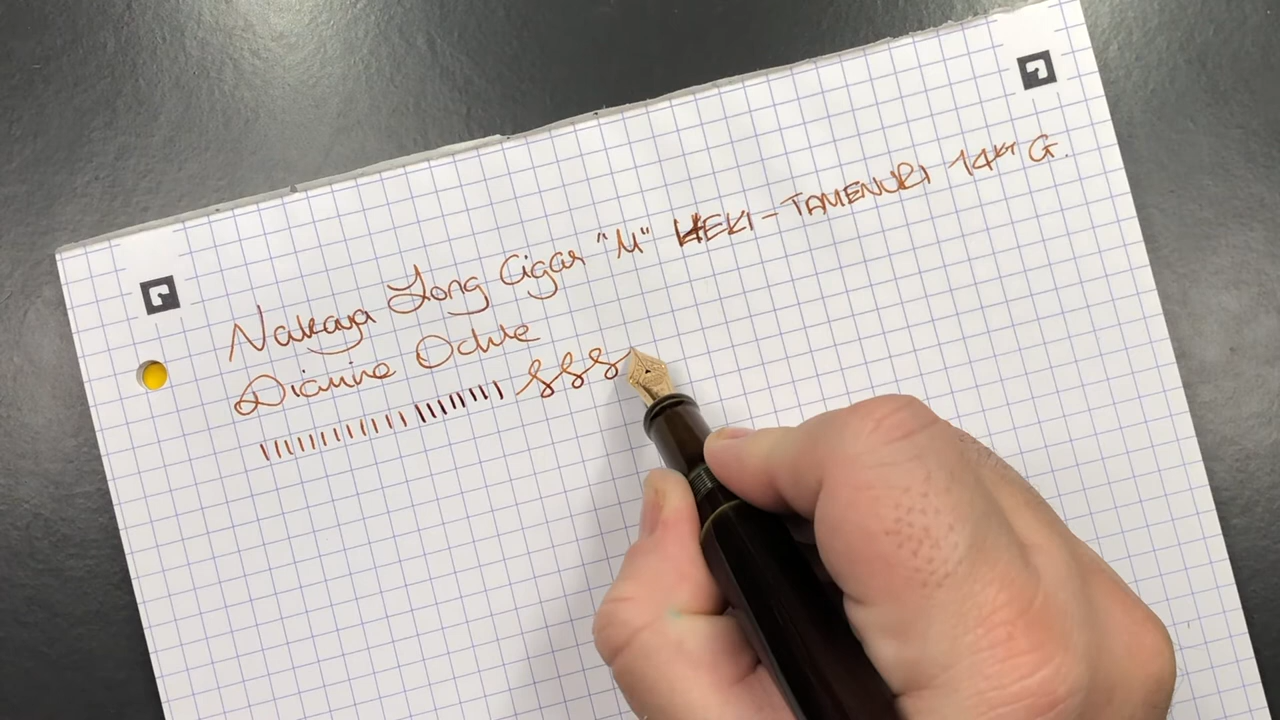 Nakaya Long Cigar "M" HEKI-TAMENURI 14kt G.
Diamine Ochre